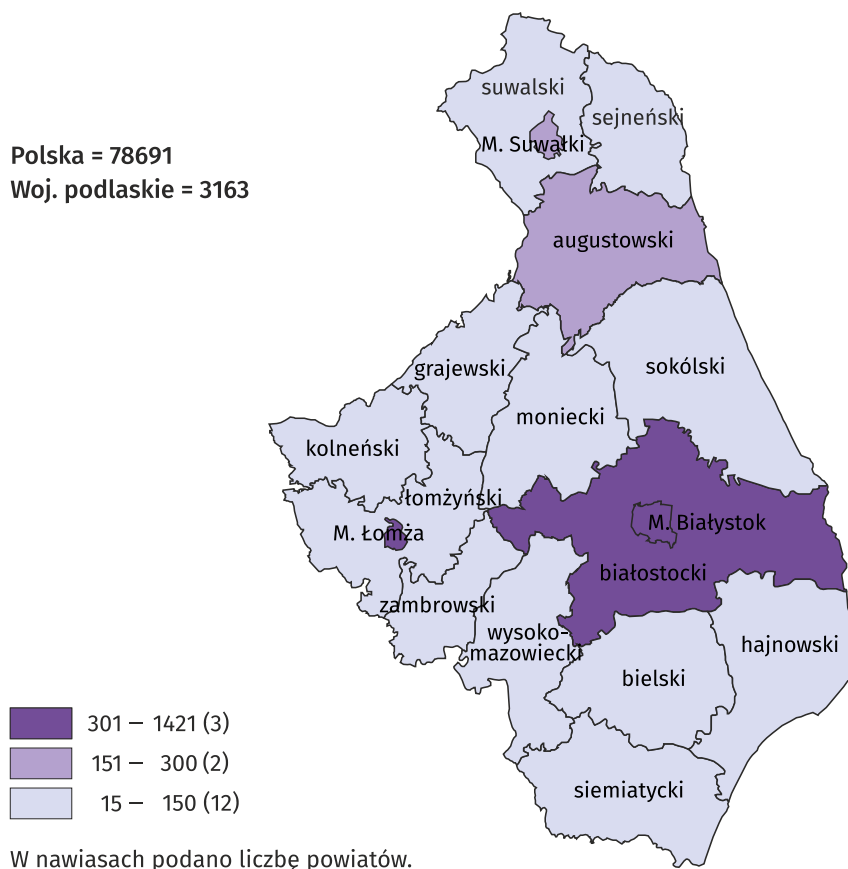 suwalski
sejneński
M. Suwałki
Polska = 78691
Woj. podlaskie = 3163
augustowski
grajewski
sokólski
moniecki
kolneński
łomżyński
M. Łomża
M. Białystok
białostocki
zambrowski
wysoko-
mazowiecki
hajnowski
bielski
301 – 1421 (3)
151 – 300 (2)
15 – 150 (12)
siemiatycki
W nawiasach podano liczbę powiatów.